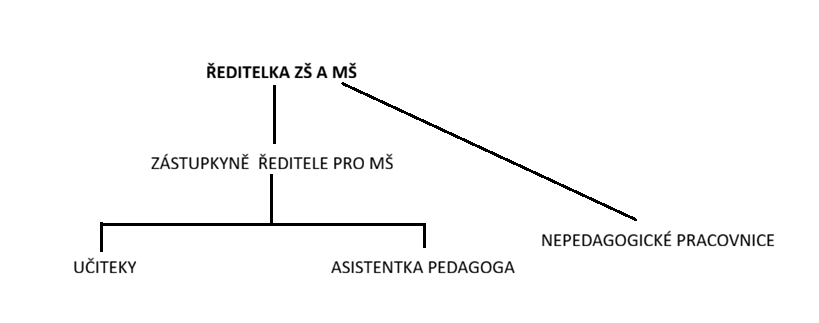 ŘEDITELKA ZŠ A MŠ
ZÁSTUPKYNĚ  ŘEDITELE PRO MŠ
NEPEDAGOGICKÉ PRACOVNICE
UČITEKY
ASISTENTKA PEDAGOGA